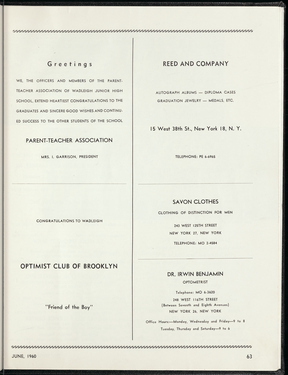 Greetings
WE, THE OFFICERS AND MEMBERS OF THE PARENT-
TEACHER ASSOCIATION OF WADLEIGH JUNIOR HIGH
SCHOOL, EXTEND HEARTIEST CONGRATULATIONS TO THE
GRADUATES AND SINCERE GOOD WISHES AND CONTINU-
ED SUCCESS TO THE OTHER STUDENTS OF THE SCHOOL
PARENT-TEACHER ASSOCIATION
MRS. I. GARRISON, PRESIDENT
CONGRATULATIONS TO WADLEIGH
OPTIMIST CLUB OF BROOKLYN
"Friend of the Boy"
REED AND COMPANY
AUTOGRAPH ALBUMS — DIPLOMA CASES
GRADUATION JEWELRY — MEDALS, ETC.
15 West 38th St., New York 18, N. Y.
TELEPHONE: PE 6-6966
SAVON CLOTHES
CLOTHING OF DISTINCTION FOR MEN
245 WEST 125TH STREET
NEW YORK 27, NEW YORK
TELEPHONE: MO 2-4884
DR. IRWIN BENJAMIN
OPTOMETRIST
Telephone: MO 6-3808
268 WEST 116TH STREET
(Between Seventh and Eighth Avenues)
NEW YORK 26, NEW YORK
Office Hours—Monday, Wednesday and Friday—9 to 8
Tuesday, Thursday and Saturday—9 to 6
JUNE, 1960
63